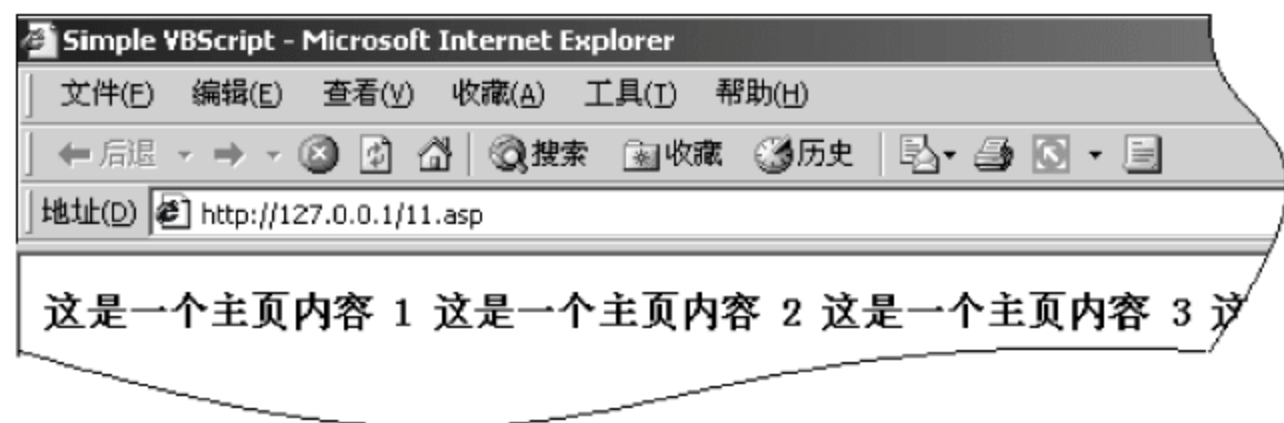 Simple VBScript - Microsoft Internet Explorer
文件(F) 编辑(E) 查看(V) 收藏(A) 工具(T) 帮助(H)
后退 搜索 收藏 历史
地址(D) http://127.0.0.1/11.asp
这是一个主页内容 1 这是一个主页内容 2 这是一个主页内容 3 这